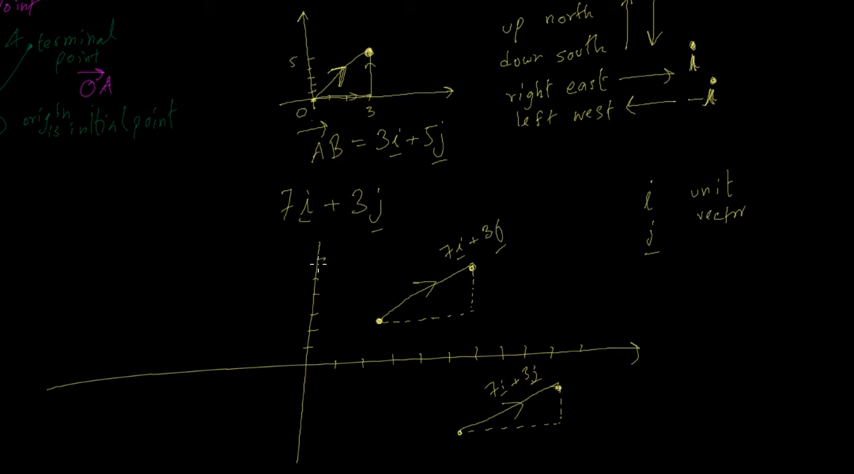 point
A terminal
point
→
OA
O origin
is initial point
5
0
3
→
AB = 3i + 5j
7i + 3j
up north
down south
right east → i
left west ← -i
i unit
vector
j
7i + 3j
7i + 3j